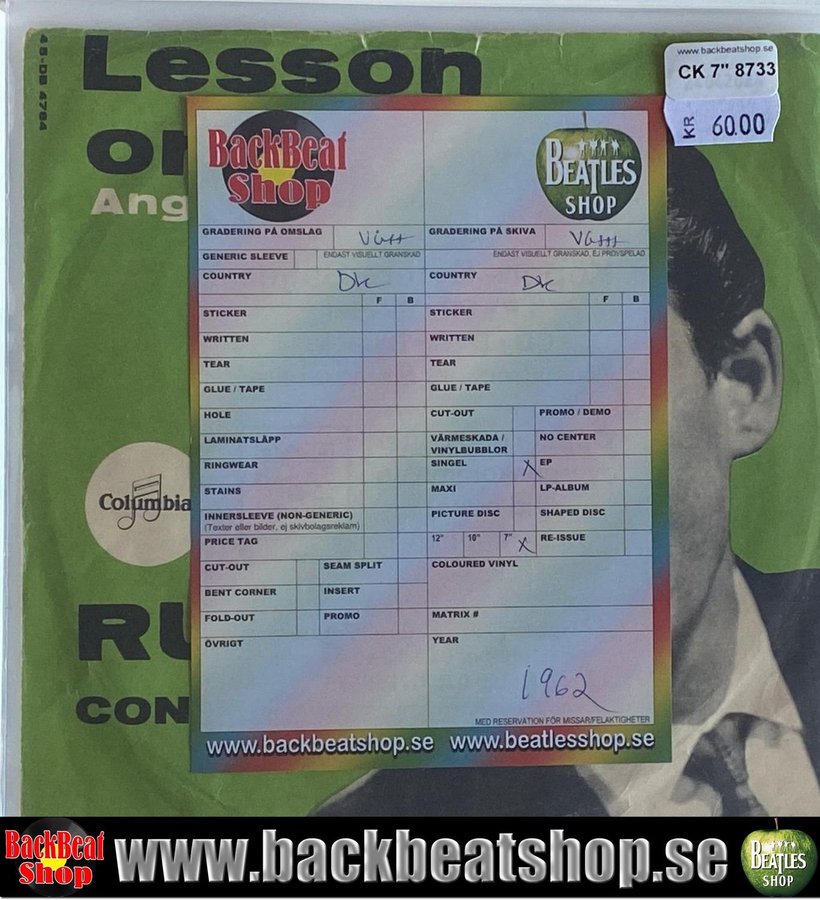 45-DB 4784
Lesson
Ang
Columbia
RU
CON
www.backbeatshop.se
CK 7" 8733
KR 60.00
BackBeat
Shop
BEATLES
SHOP
GRADERING PÅ OMSLAG
GENERIC SLEEVE
ENDAST VISUELLT GRANSKAD
COUNTRY
Dk
F B
STICKER
WRITTEN
TEAR
GLUE / TAPE
HOLE
LAMINATSLÄPP
RINGWEAR
STAINS
INNERSLEEVE (NON-GENERIC)
(Texter eller bilder, ej skivbolagsreklam)
PRICE TAG
CUT-OUT SEAM SPLIT
BENT CORNER INSERT
FOLD-OUT PROMO
ÖVRIGT
GRADERING PÅ SKIVA
ENDAST VISUELLT GRANSKAD, EJ PROVSPELAD
COUNTRY
Dk
F B
STICKER
WRITTEN
TEAR
GLUE / TAPE
CUT-OUT PROMO / DEMO
VÄRMESKADA / NO CENTER
VINYLBUBBLOR
SINGEL X EP
MAXI LP-ALBUM
PICTURE DISC SHAPED DISC
12" 10" 7" X RE-ISSUE
COLOURED VINYL
MATRIX #
YEAR
1962
MED RESERVATION FÖR MISSAR/FELAKTIGHETER
www.backbeatshop.se www.beatlesshop.se
BackBeat
Shop
www.backbeatshop.se
BEATLES
SHOP